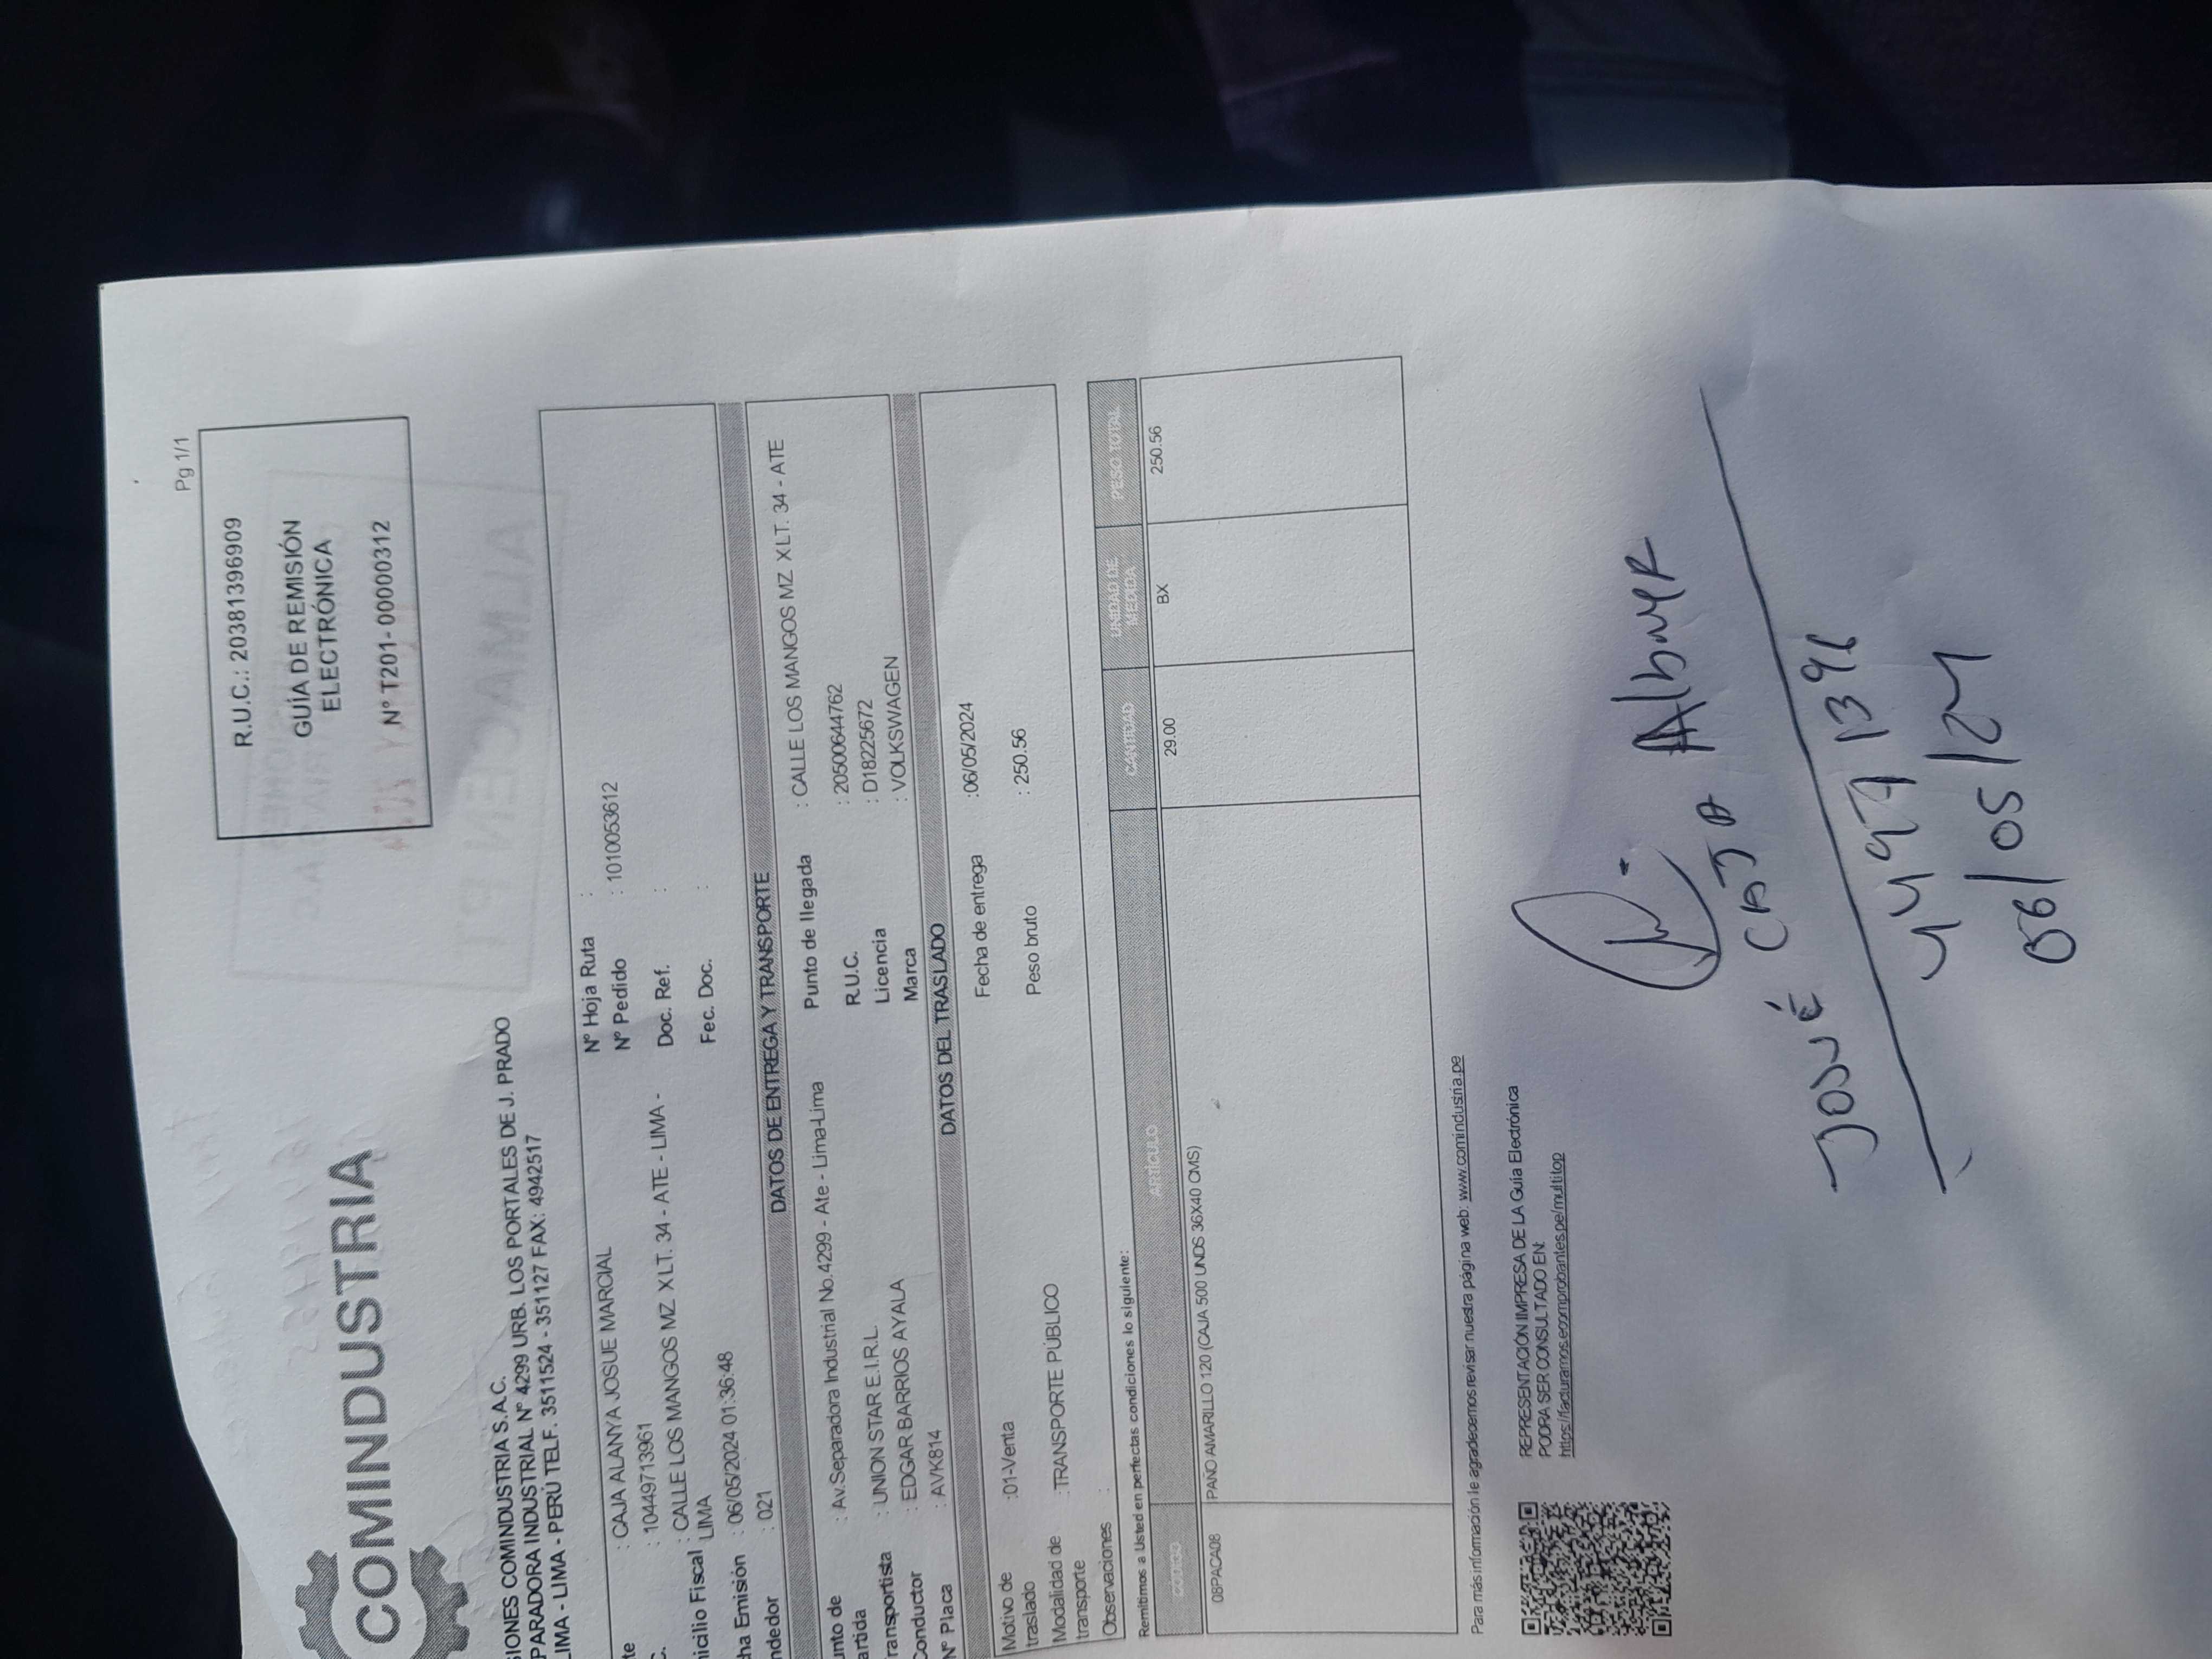 Pg 1/1
R.U.C.: 20381396909
GUÍA DE REMISIÓN
ELECTRÓNICA
N° T201-00000312
COMINDUSTRIA
SIONES COMINDUSTRIA S.A.C.
PARADORA INDUSTRIAL N° 4299 URB. LOS PORTALES DE J. PRADO
LIMA - LIMA - PERÚ TELF. 3511524 - 351127 FAX: 4942517
te : CAJA ALANYA JOSUE MARCIAL N° Hoja Ruta :
C. : 10449713961 N° Pedido : 1010053612
icilio Fiscal : CALLE LOS MANGOS MZ X LT. 34 - ATE - LIMA - Doc. Ref. :
LIMA
ha Emisión : 06/05/2024 01:36:48 Fec. Doc. :
ndedor : 021
DATOS DE ENTREGA Y TRANSPORTE
unto de : Av.Separadora Industrial No.4299 - Ate - Lima-Lima Punto de llegada : CALLE LOS MANGOS MZ X LT. 34 - ATE
artida
ransportista : UNION STAR E.I.R.L. R.U.C. : 20500644762
Conductor : EDGAR BARRIOS AYALA Licencia : D18225672
N° Placa : AVK814 Marca : VOLKSWAGEN
DATOS DEL TRASLADO
Motivo de :01-Venta Fecha de entrega :06/05/2024
traslado
Modalidad de :TRANSPORTE PÚBLICO Peso bruto : 250.56
transporte
Observaciones :
Remitimos a Usted en perfectas condiciones lo siguiente:
CÓDIGO ARTÍCULO CANTIDAD UNIDAD DE MEDIDA PESO TOTAL
08PACA08 PAÑO AMARILLO 120 (CAJA 500 UNDS 36X40 CMS) 29.00 BX 250.56
Para más información le agradecemos revisar nuestra página web: www.comindustria.pe
REPRESENTACIÓN IMPRESA DE LA Guía Electrónica
PODRA SER CONSULTADO EN:
https://facturamos.ecomprobantes.pe/multitop
JOSUÉ CAJA
06/05/24